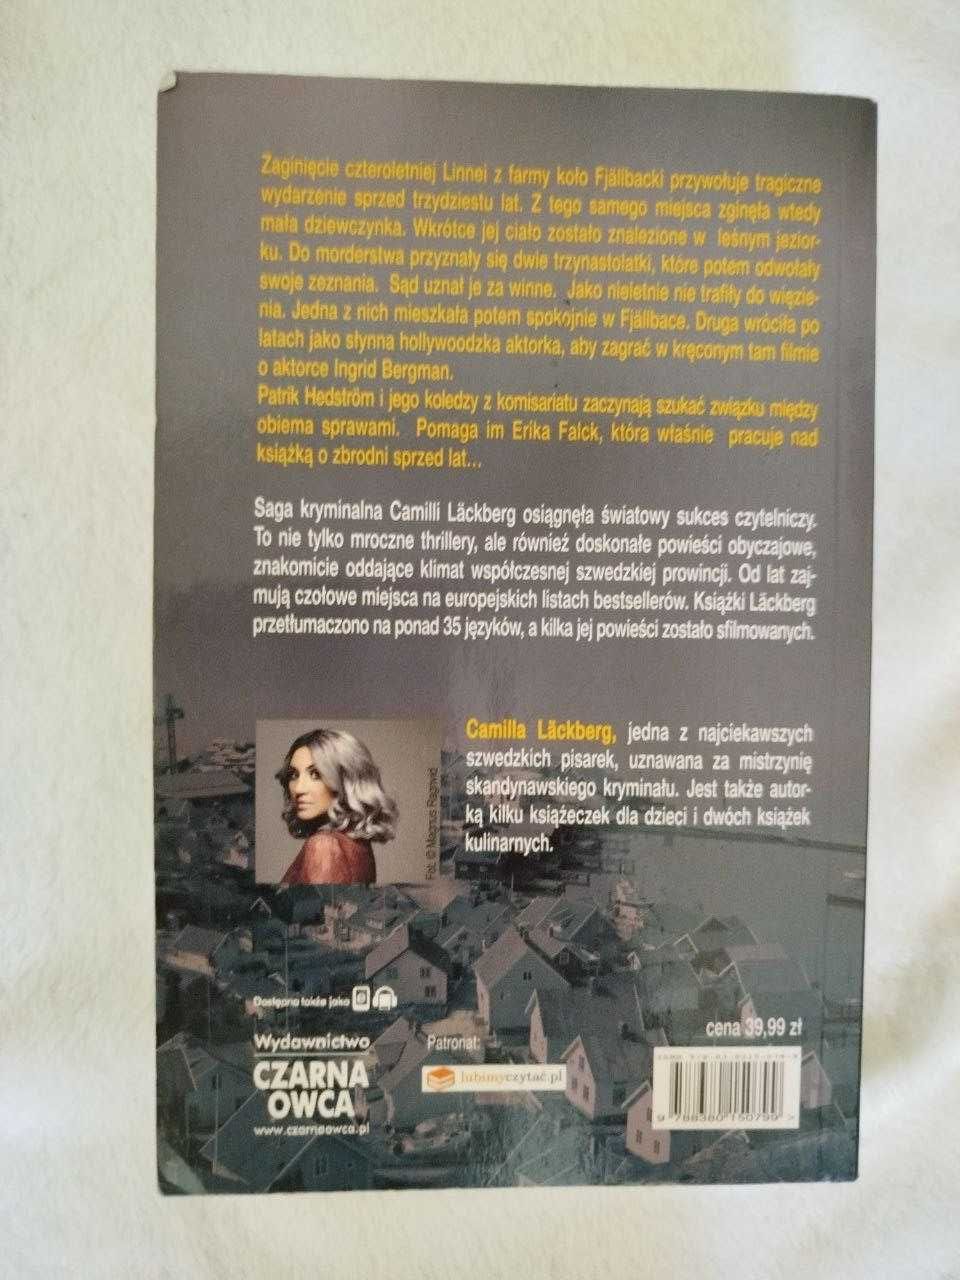 Zaginięcie czteroletniej Linnei z farmy koło Fjällbacki przywołuje tragiczne
wydarzenie sprzed trzydziestu lat. Z tego samego miejsca zginęła wtedy
mała dziewczynka. Wkrótce jej ciało zostało znalezione w leśnym jezior-
ku. Do morderstwa przyznały się dwie trzynastolatki, które potem odwołały
swoje zeznania. Sąd uznał je za winne. Jako nieletnie nie trafiły do więzie-
nia. Jedna z nich mieszkała potem spokojnie w Fjällbace. Druga wróciła po
latach jako słynna hollywoodzka aktorka, aby zagrać w kręconym tam filmie
o aktorce Ingrid Bergman.
Patrik Hedström i jego koledzy z komisariatu zaczynają szukać związku między
obiema sprawami. Pomaga im Erika Falck, która właśnie pracuje nad
książką o zbrodni sprzed lat...
Saga kryminalna Camilli Läckberg osiągnęła światowy sukces czytelniczy.
To nie tylko mroczne thrillery, ale również doskonałe powieści obyczajowe,
znakomicie oddające klimat współczesnej szwedzkiej prowincji. Od lat zaj-
mują czołowe miejsca na europejskich listach bestsellerów. Książki Läckberg
przetłumaczono na ponad 35 języków, a kilka jej powieści zostało sfilmowanych.
Camilla Läckberg, jedna z najciekawszych
szwedzkich pisarek, uznawana za mistrzynię
skandynawskiego kryminału. Jest także autor-
ką kilku książeczek dla dzieci i dwóch książek
kulinarnych.
Fot. © Magnus Ragnvid
Dostępna także jako
Wydawnictwo
CZARNA
OWCA
www.czarnaowca.pl
Patronat:
lubimyczytać.pl
cena 39,99 zł
9 788380 150799 >